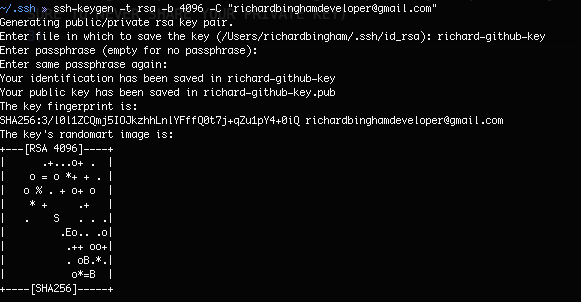 ~/.ssh » ssh-keygen -t rsa -b 4096 -C "richardbinghamdeveloper@gmail.com"
Generating public/private rsa key pair.
Enter file in which to save the key (/Users/richardbingham/.ssh/id_rsa): richard-github-key
Enter passphrase (empty for no passphrase):
Enter same passphrase again:
Your identification has been saved in richard-github-key
Your public key has been saved in richard-github-key.pub
The key fingerprint is:
SHA256:3/l0l1ZCQmj5IOJkzhhLnlYFffQ0t7j+qZu1pY4+0iQ richardbinghamdeveloper@gmail.com
The key's randomart image is:
+---[RSA 4096]----+
|      .+...o+ .  |
|    o = o *+ + . |
|   o % . + o+ o  |
|    * +     .+   |
|   .    S   . . .|
|         .Eo.. .o|
|          .++ oo+|
|          . oB.*.|
|           o*=B  |
+----[SHA256]-----+